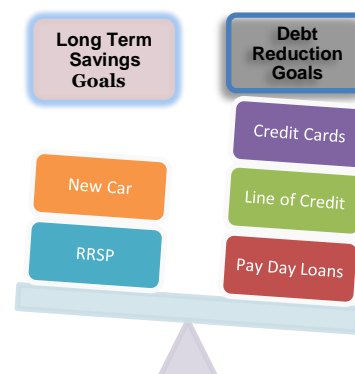 Long Term
Savings
Goals
Debt
Reduction
Goals
Credit Cards
New Car
Line of Credit
RRSP
Pay Day Loans